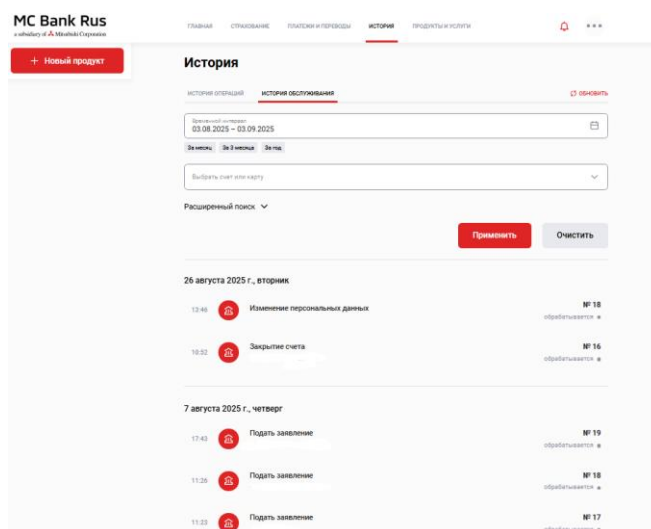 MC Bank Rus
a subsidiary of Mitsubishi Corporation
ГЛАВНАЯ СТРАХОВАНИЕ ПЛАТЕЖИ И ПЕРЕВОДЫ ИСТОРИЯ ПРОДУКТЫ И УСЛУГИ
+ Новый продукт
История
ИСТОРИЯ ОПЕРАЦИЙ ИСТОРИЯ ОБСЛУЖИВАНИЯ ОБНОВИТЬ
Временной интервал
03.08.2025 – 03.09.2025
За месяц За 3 месяца За год
Выбрать счет или карту
Расширенный поиск
Применить Очистить
26 августа 2025 г., вторник
12:46 Изменение персональных данных № 18
обрабатывается
10:52 Закрытие счета № 16
обрабатывается
7 августа 2025 г., четверг
17:43 Подать заявление № 19
обрабатывается
11:26 Подать заявление № 18
обрабатывается
11:23 Подать заявление № 17
обрабатывается